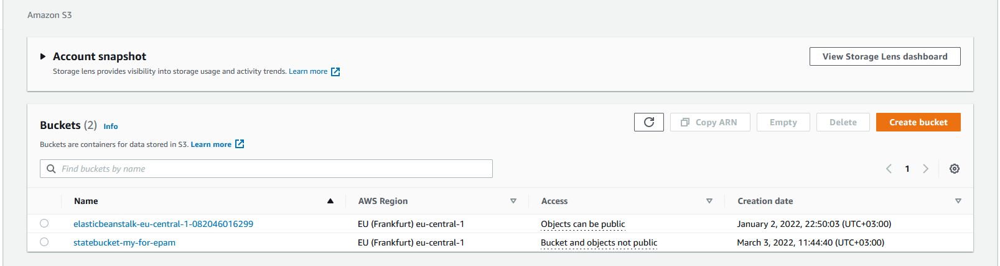 Amazon S3
Account snapshot
View Storage Lens dashboard
Storage lens provides visibility into storage usage and activity trends. Learn more
Buckets (2) Info
Copy ARN Empty Delete Create bucket
Buckets are containers for data stored in S3. Learn more
Find buckets by name
1
Name AWS Region Access Creation date
elasticbeanstalk-eu-central-1-082046016299 EU (Frankfurt) eu-central-1 Objects can be public January 2, 2022, 22:50:03 (UTC+03:00)
statebucket-my-for-epam EU (Frankfurt) eu-central-1 Bucket and objects not public March 3, 2022, 11:44:40 (UTC+03:00)